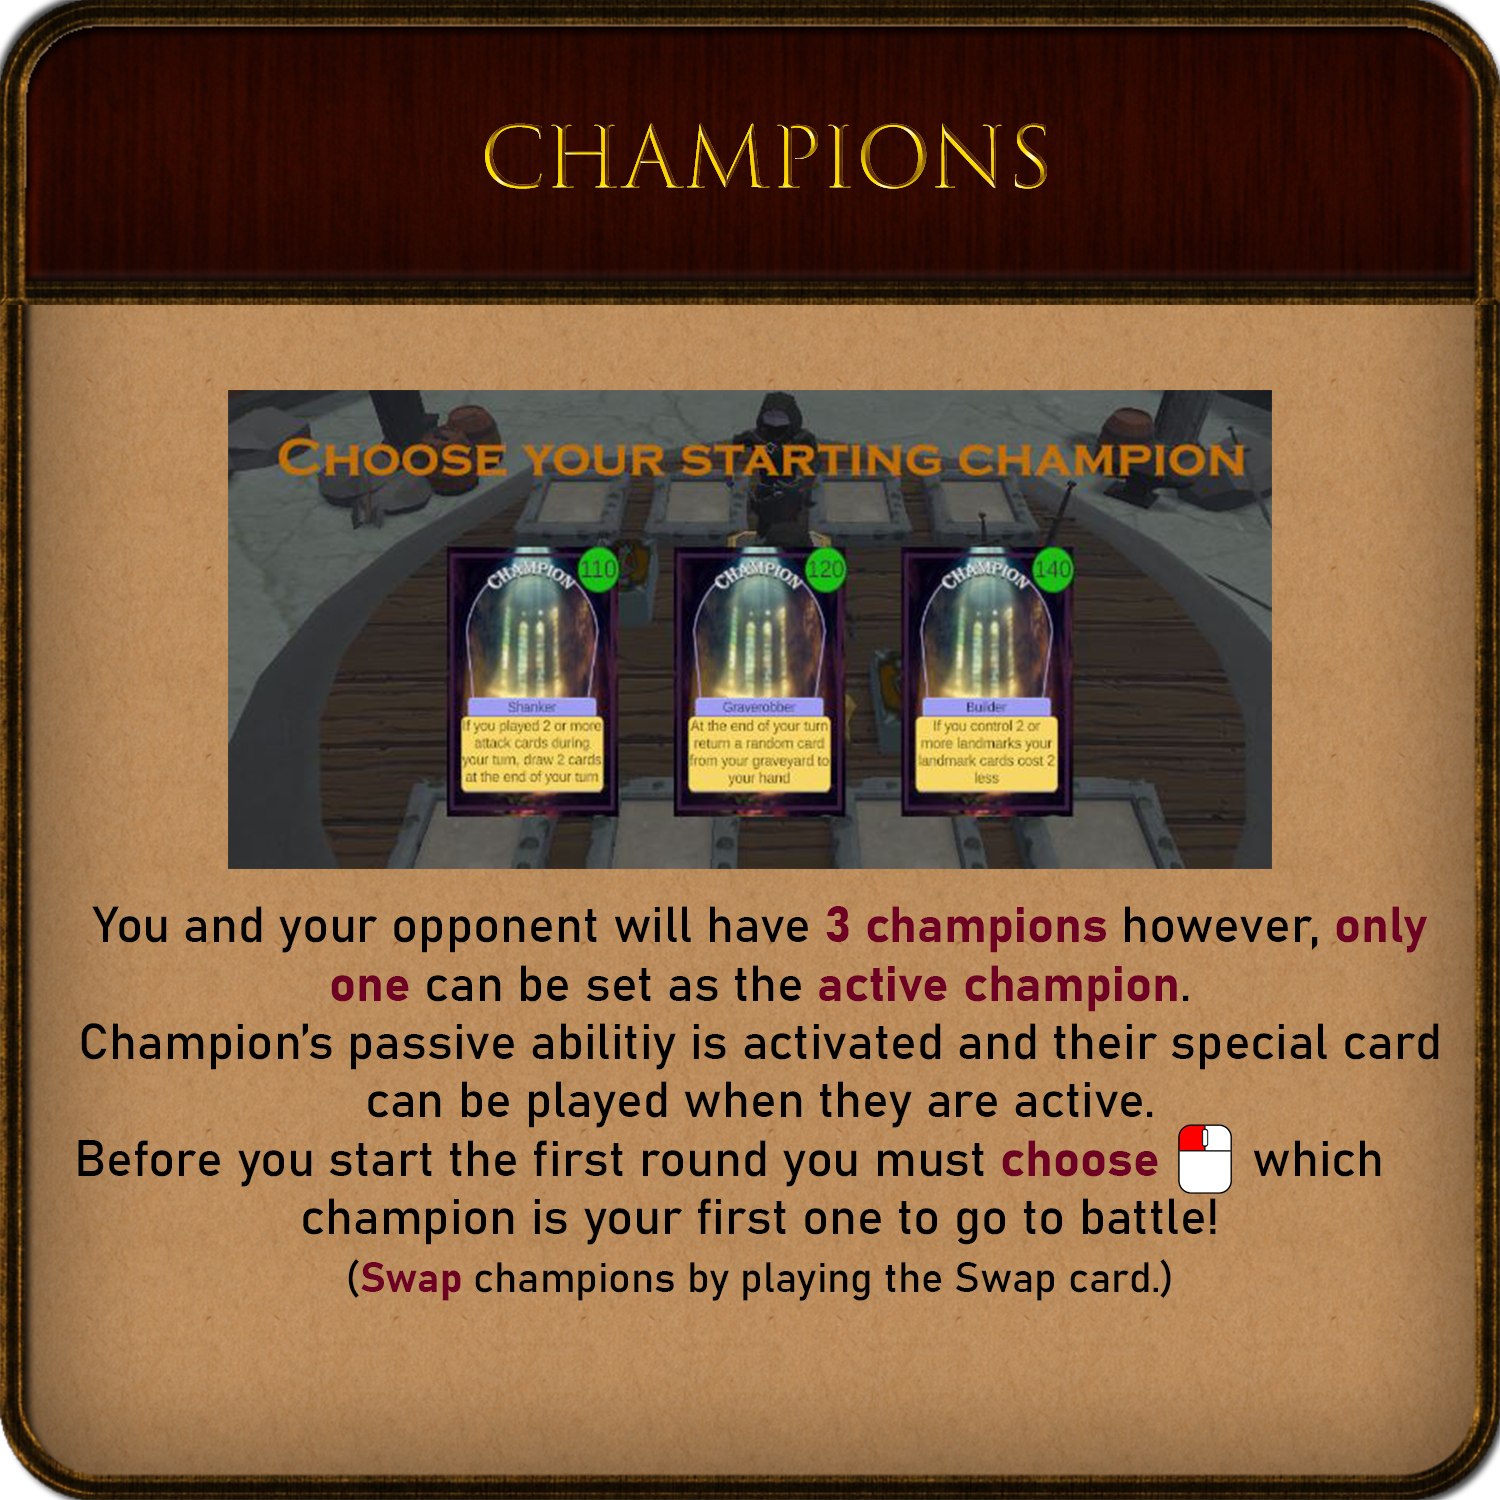 CHAMPIONS
CHOOSE YOUR STARTING CHAMPION
CHAMPION 110
Shanker
If you played 2 or more
attack cards during
your turn, draw 2 cards
at the end of your turn
CHAMPION 120
Graverobber
At the end of your turn
return a random card
from your graveyard to
your hand
CHAMPION 140
Builder
If you control 2 or
more landmarks your
landmark cards cost 2
less
You and your opponent will have 3 champions however, only
one can be set as the active champion.
Champion's passive abilitiy is activated and their special card
can be played when they are active.
Before you start the first round you must choose which
champion is your first one to go to battle!
(Swap champions by playing the Swap card.)